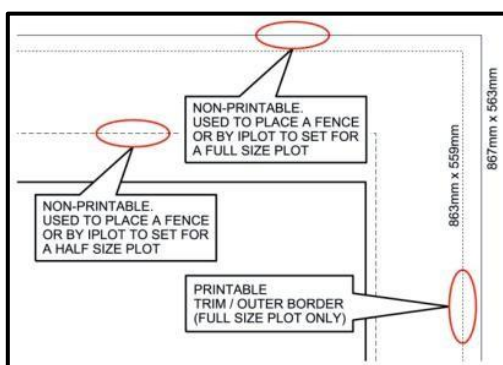 NON-PRINTABLE.
USED TO PLACE A FENCE
OR BY IPLOT TO SET FOR
A FULL SIZE PLOT
NON-PRINTABLE.
USED TO PLACE A FENCE
OR BY IPLOT TO SET FOR
A HALF SIZE PLOT
PRINTABLE
TRIM / OUTER BORDER
(FULL SIZE PLOT ONLY)
863mm x 559mm
867mm x 563mm